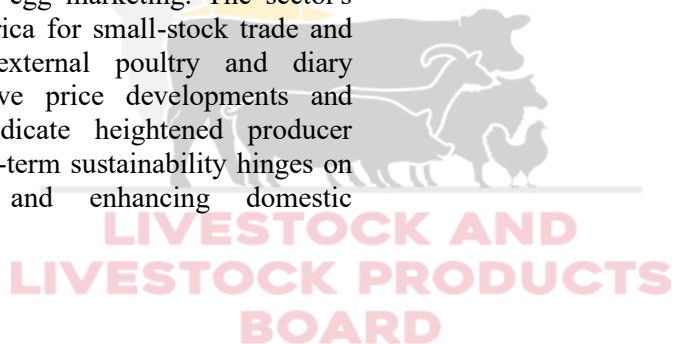 egg marketing. The sector's
rica for small-stock trade and
external poultry and diary
ve price developments and
ndicate heightened producer
-term sustainability hinges on
and enhancing domestic
LIVESTOCK AND
LIVESTOCK PRODUCTS
BOARD